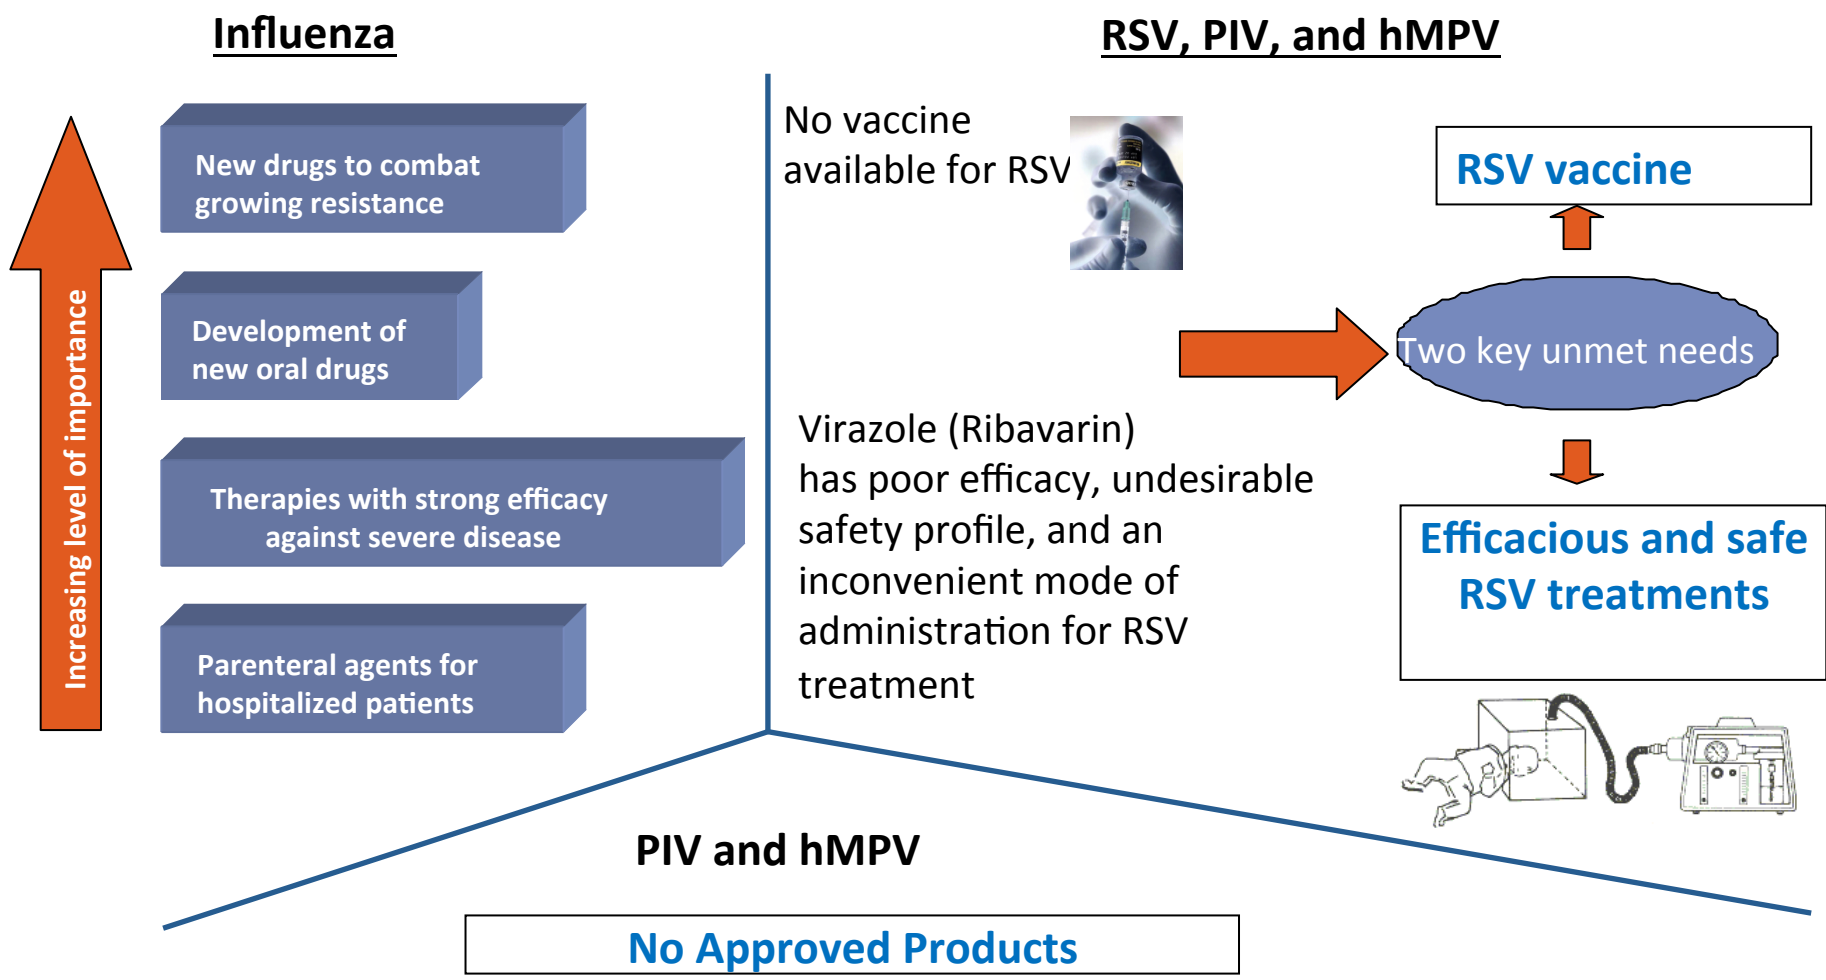 Influenza
Increasing level of importance
New drugs to combat
growing resistance
Development of
new oral drugs
Therapies with strong efficacy
against severe disease
Parenteral agents for
hospitalized patients
RSV, PIV, and hMPV
No vaccine
available for RSV
Virazole (Ribavarin)
has poor efficacy, undesirable
safety profile, and an
inconvenient mode of
administration for RSV
treatment
RSV vaccine
Two key unmet needs
Efficacious and safe
RSV treatments
PIV and hMPV
No Approved Products